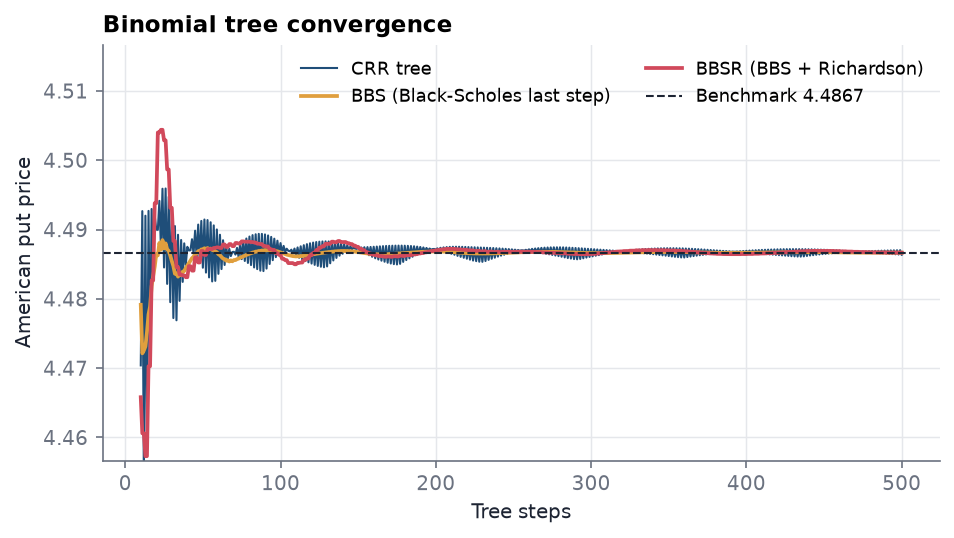 Binomial tree convergence
CRR tree
BBS (Black-Scholes last step)
BBSR (BBS + Richardson)
Benchmark 4.4867
American put price
4.51
4.50
4.49
4.48
4.47
4.46
0 100 200 300 400 500
Tree steps